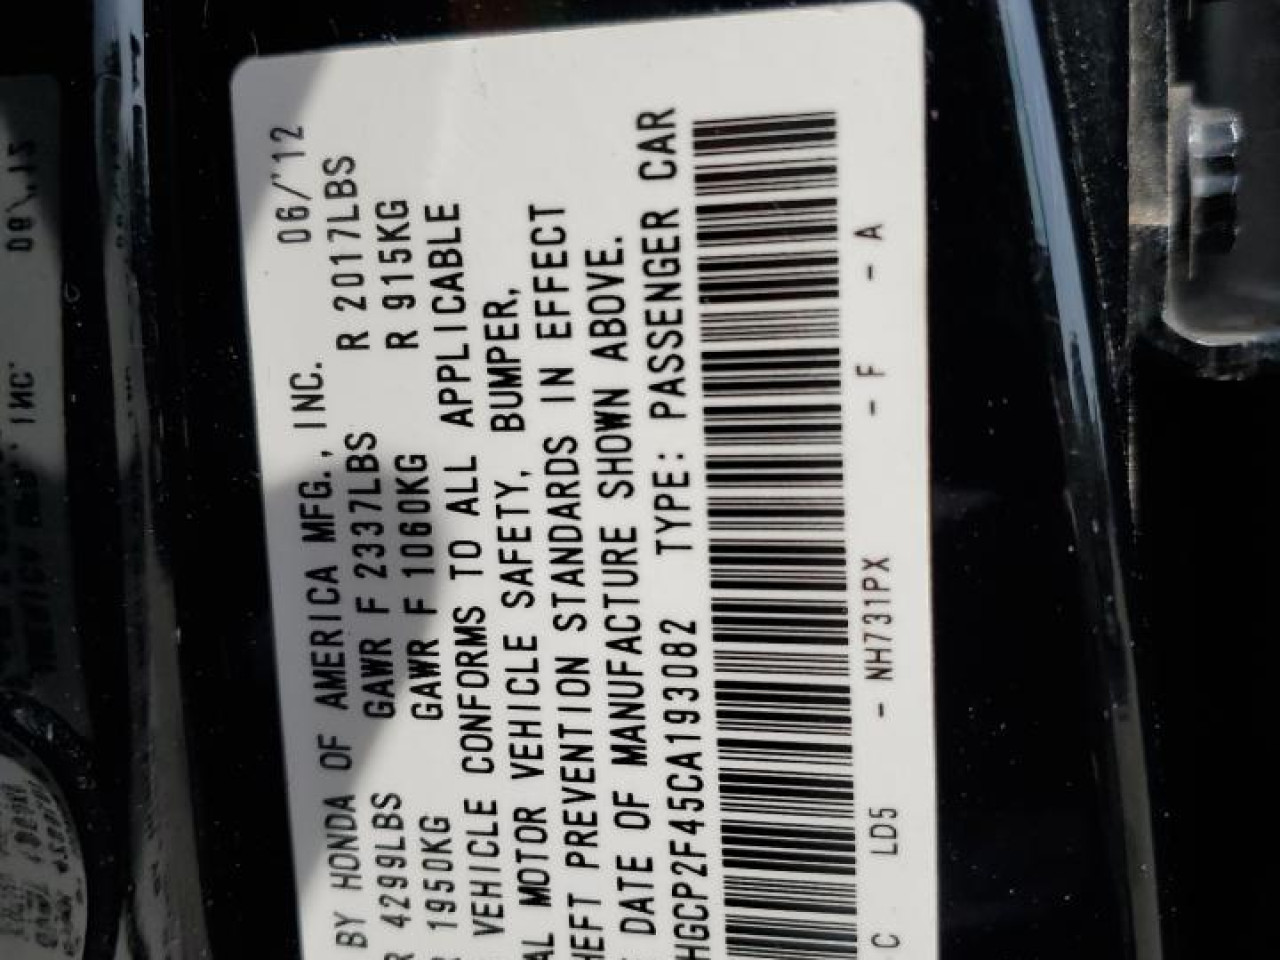 BY HONDA OF AMERICA MFG., INC. 06/'12
4299LBS GAWR F 2337LBS R 2017LBS
1950KG GAWR F 1060KG R 915KG
VEHICLE CONFORMS TO ALL APPLICABLE
AL MOTOR VEHICLE SAFETY, BUMPER,
HEFT PREVENTION STANDARDS IN EFFECT
DATE OF MANUFACTURE SHOWN ABOVE.
HGCP2F45CA193082 TYPE: PASSENGER CAR
C LD5 - NH731PX - F - A